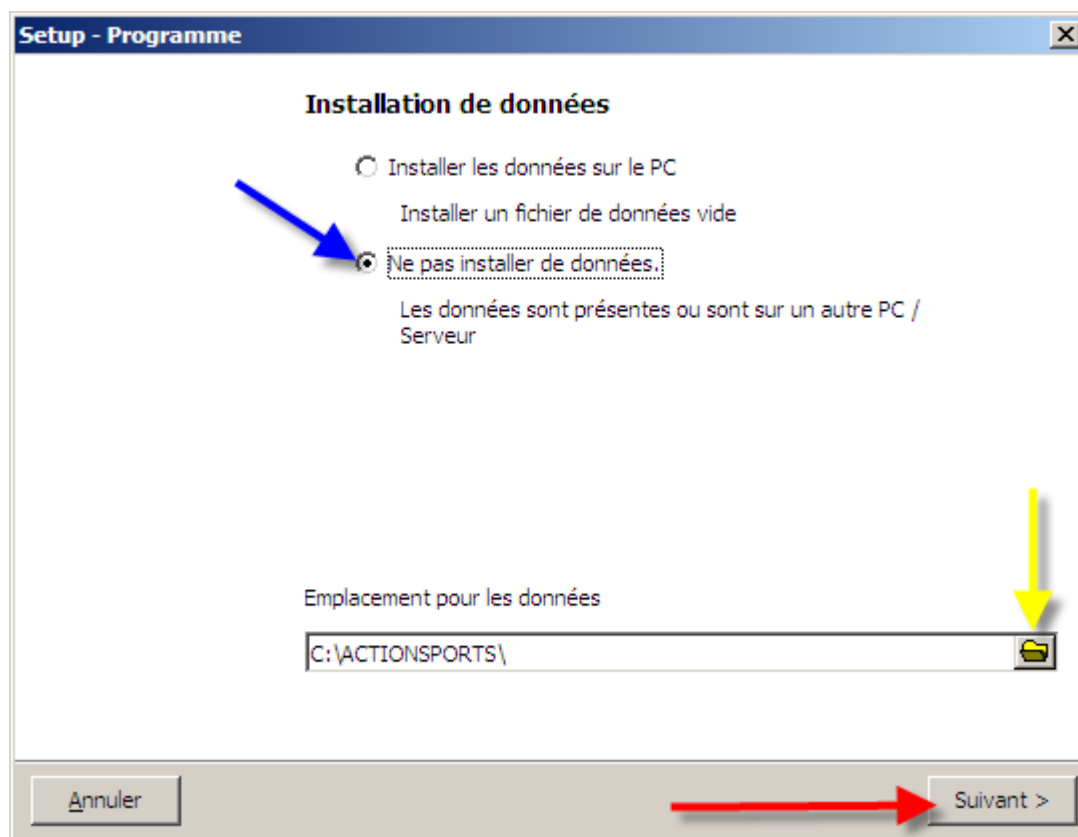 Setup - Programme
Installation de données
Installer les données sur le PC
Installer un fichier de données vide
Ne pas installer de données.
Les données sont présentes ou sont sur un autre PC /
Serveur
Emplacement pour les données
C:\ACTIONSPORTS\
Annuler
Suivant >